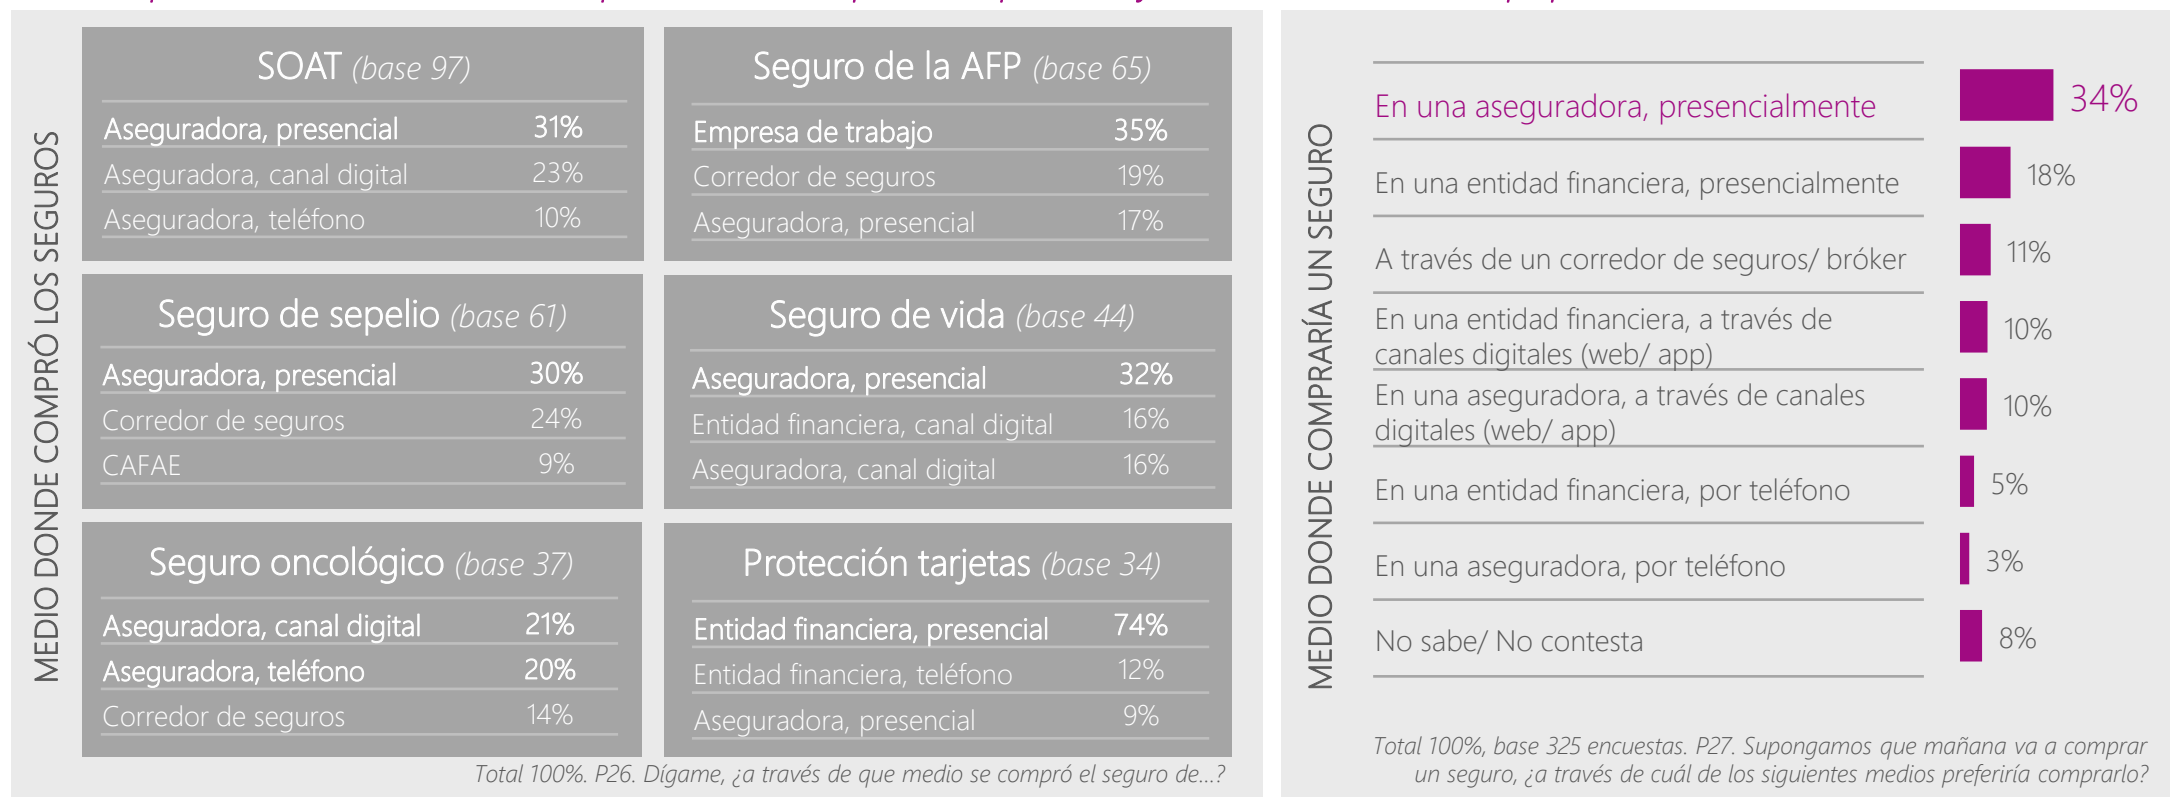 MEDIO DONDE COMPRÓ LOS SEGUROS
SOAT (base 97)
Aseguradora, presencial 31%
Aseguradora, canal digital 23%
Aseguradora, teléfono 10%
Seguro de la AFP (base 65)
Empresa de trabajo 35%
Corredor de seguros 19%
Aseguradora, presencial 17%
Seguro de sepelio (base 61)
Aseguradora, presencial 30%
Corredor de seguros 24%
CAFAE 9%
Seguro de vida (base 44)
Aseguradora, presencial 32%
Entidad financiera, canal digital 16%
Aseguradora, canal digital 16%
Seguro oncológico (base 37)
Aseguradora, canal digital 21%
Aseguradora, teléfono 20%
Corredor de seguros 14%
Protección tarjetas (base 34)
Entidad financiera, presencial 74%
Entidad financiera, teléfono 12%
Aseguradora, presencial 9%
Total 100%. P26. Dígame, ¿a través de que medio se compró el seguro de...?
MEDIO DONDE COMPRARÍA UN SEGURO
En una aseguradora, presencialmente 34%
En una entidad financiera, presencialmente 18%
A través de un corredor de seguros/ bróker 11%
En una entidad financiera, a través de
canales digitales (web/ app) 10%
En una aseguradora, a través de canales
digitales (web/ app) 10%
En una entidad financiera, por teléfono 5%
En una aseguradora, por teléfono 3%
No sabe/ No contesta 8%
Total 100%, base 325 encuestas. P27. Supongamos que mañana va a comprar
un seguro, ¿a través de cuál de los siguientes medios preferiría comprarlo?